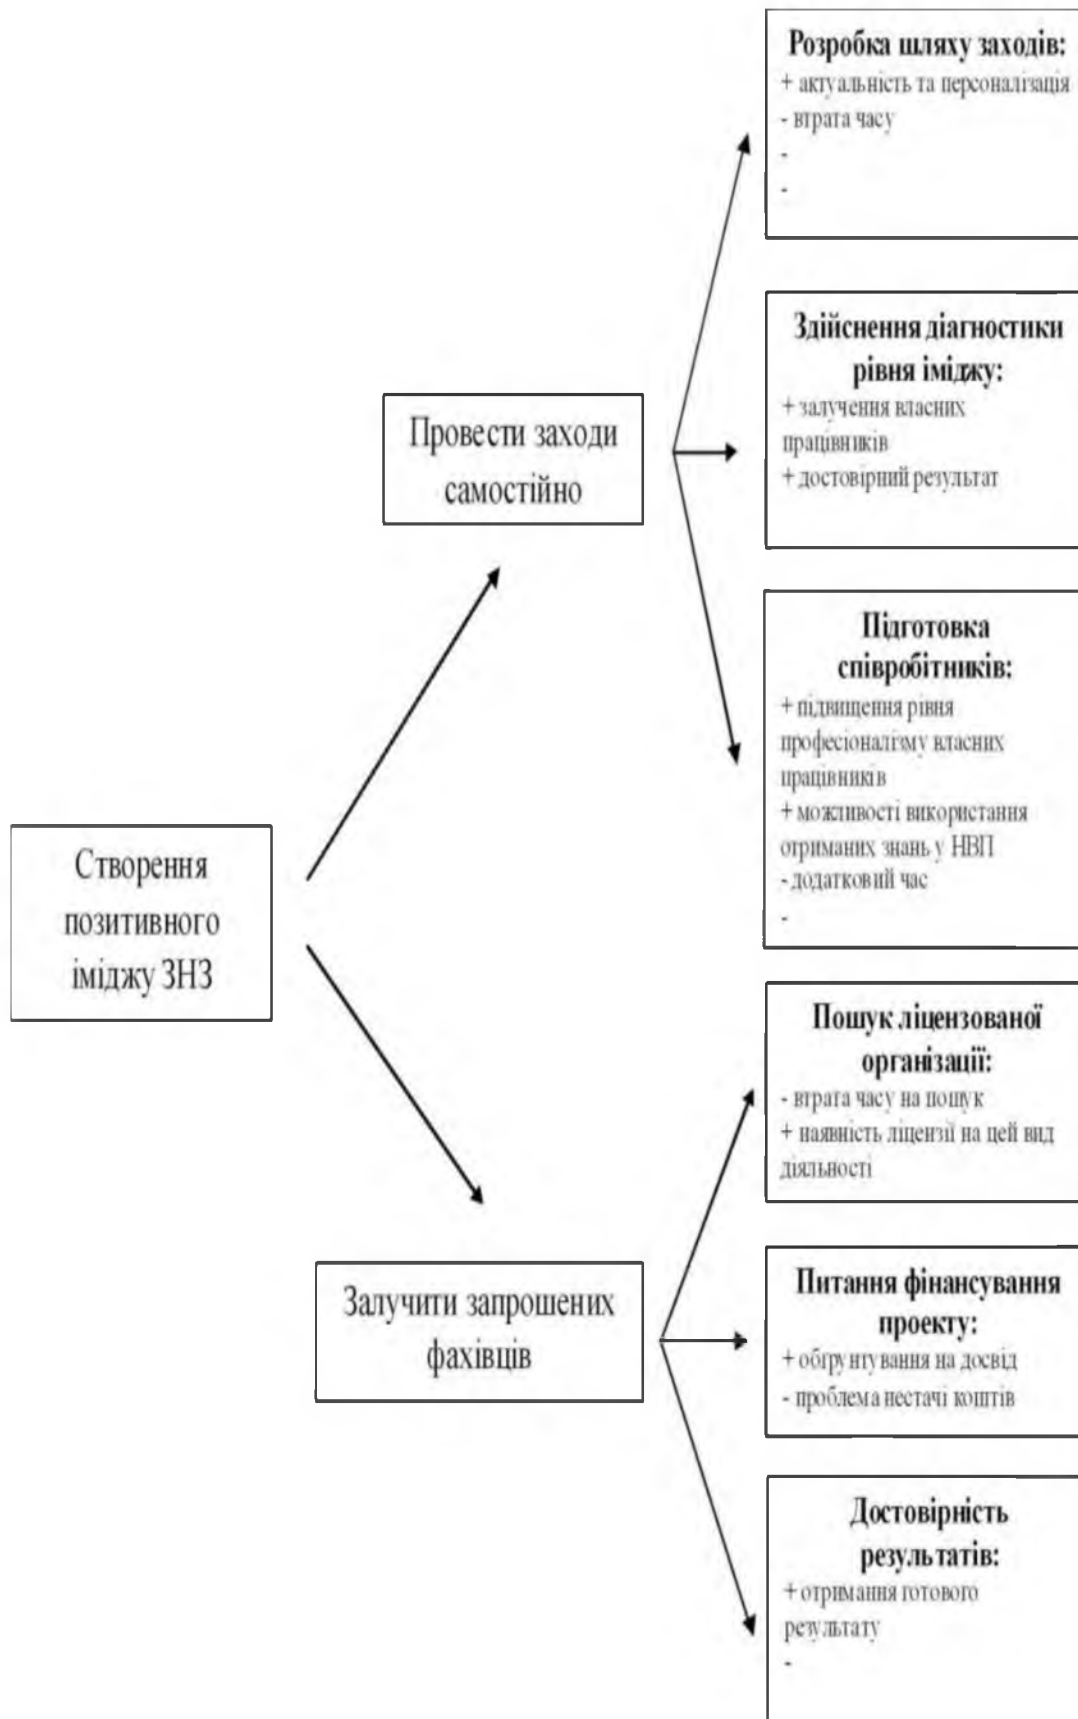 Створення
позитивного
іміджу ЗНЗ
Провести заходи
самостійно
Розробка шляху заходів:
+ актуальність та персоналізація
- втрата часу
-
-
Здійснення діагностики
рівня іміджу:
+ залучення власних
працівників
+ достовірний результат
Підготовка
співробітників:
+ підвищення рівня
професіоналізму власних
працівників
+ можливості використання
отриманих знань у НВП
- додатковий час
-
Залучити запрошених
фахівців
Пошук ліцензованої
організації:
- втрата часу на пошук
+ наявність ліцензії на цей вид
діяльності
Питання фінансування
проекту:
+ обґрунтування на досвід
- проблема нестачі коштів
Достовірність
результатів:
+ отримання готового
результату
-